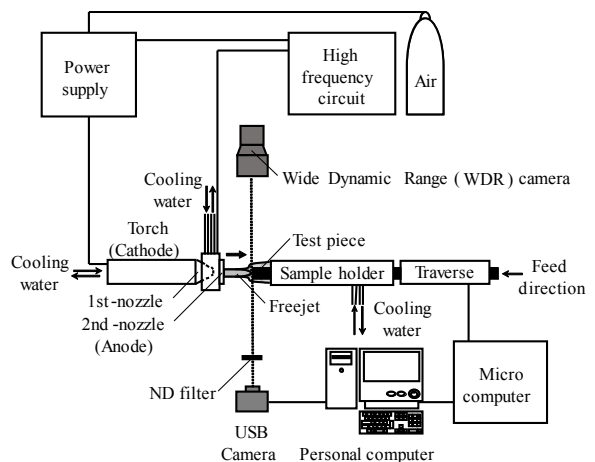 Power
supply
High
frequency
circuit
Air
Wide Dynamic Range (WDR) camera
Cooling
water
Torch
(Cathode)
Cooling
water
1st-nozzle
2nd-nozzle
(Anode)
Test piece
Sample holder
Traverse
Feed
direction
Freejet
Cooling
water
ND filter
USB
Camera
Personal computer
Micro
computer